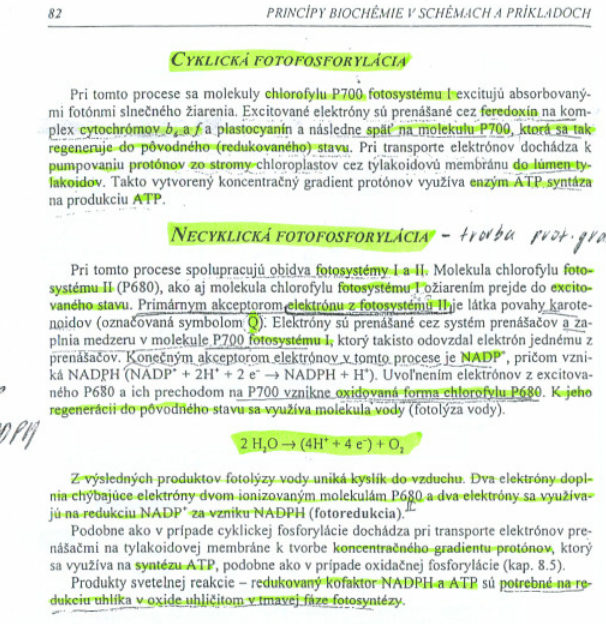 82
PRINCÍPY BIOCHÉMIE V SCHÉMACH A PRÍKLADOCH
CYKLICKÁ FOTOFOSFORYLÁCIA
Pri tomto procese sa molekuly chlorofylu P700 fotosystému I excitujú absorbovaný-
mi fotónmi slnečného žiarenia. Excitované elektróny sú prenášané cez feredoxín na kom-
plex cytochrómov b₆ a f a plastocyanín a následne späť na molekulu P700, ktorá sa tak
regeneruje do pôvodného (redukovaného) stavu. Pri transporte elektrónov dochádza k
pumpovaniu protónov zo stromy chloroplastov cez tylakoidovú membránu do lúmen ty-
lakoidov. Takto vytvorený koncentračný gradient protónov využíva enzým ATP syntáza
na produkciu ATP.
NECYKLICKÁ FOTOFOSFORYLÁCIA - tvorba prot. gra
Pri tomto procese spolupracujú obidva fotosystémy I a II. Molekula chlorofylu foto-
systému II (P680), ako aj molekula chlorofylu fotosystému I ožiarením prejde do excito-
vaného stavu. Primárnym akceptorom elektrónu z fotosystému II je látka povahy karote-
noidov (označovaná symbolom Q). Elektróny sú prenášané cez systém prenášačov a za-
plnia medzeru v molekule P700 fotosystému I, ktorý takisto odovzdal elektrón jednému z
prenášačov. Konečným akceptorom elektrónov v tomto procese je NADP⁺, pričom vzni-
ká NADPH (NADP⁺ + 2H⁺ + 2 e⁻ → NADPH + H⁺). Uvoľnením elektrónov z excitova-
ného P680 a ich prechodom na P700 vznikne oxidovaná forma chlorofylu P680. K jeho
regenerácii do pôvodného stavu sa využíva molekula vody (fotolýza vody).
2 H₂O → (4H⁺ + 4 e⁻) + O₂
Z výsledných produktov fotolýzy vody uniká kyslík do vzduchu. Dva elektróny dopl-
nia chýbajúce elektróny dvom ionizovaným molekulám P680 a dva elektróny sa využíva-
jú na redukciu NADP⁺ za vzniku NADPH (fotoredukcia).
Podobne ako v prípade cyklickej fosforylácie dochádza pri transporte elektrónov pre-
nášačmi na tylakoidovej membráne k tvorbe koncentračného gradientu protónov, ktorý
sa využíva na syntézu ATP, podobne ako v prípade oxidačnej fosforylácie (kap. 8.5).
Produkty svetelnej reakcie – redukovaný kofaktor NADPH a ATP sú potrebné na re-
dukciu uhlíka v oxide uhličitom v tmavej fáze fotosyntézy.